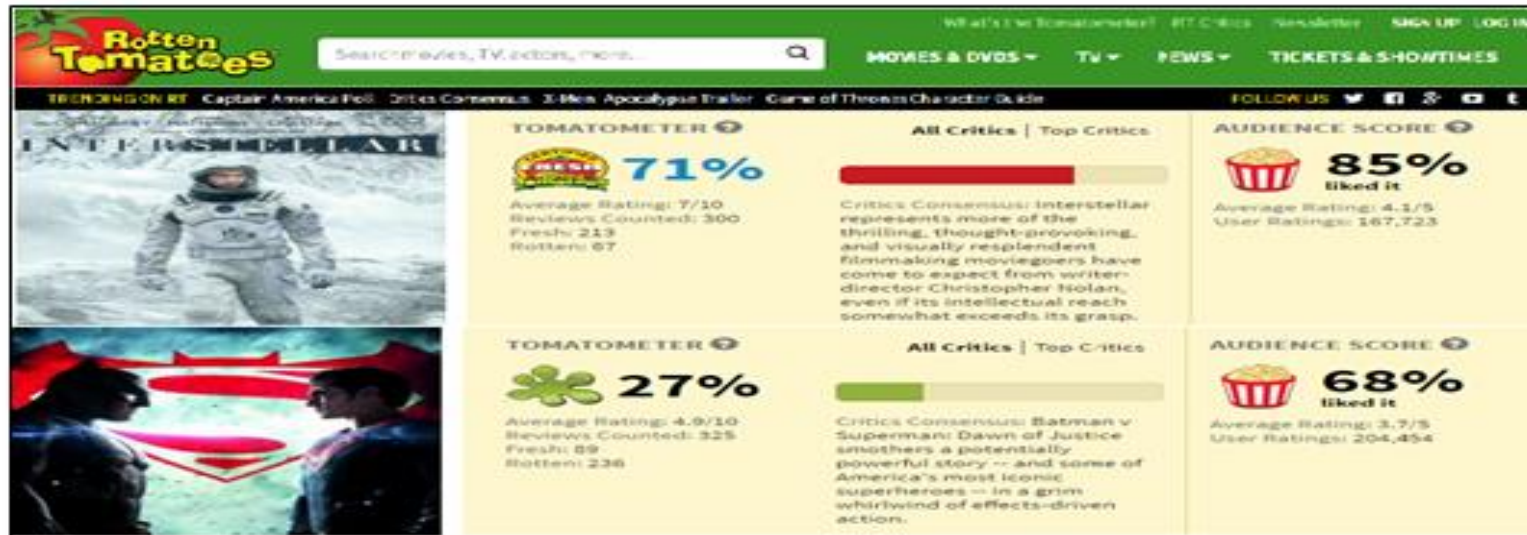 Rotten
Tomatoes
Search movies, TV, actors, more...
What's the Tomatometer? RT Critics Newsletter SIGN UP LOG IN
MOVIES & DVDS TV NEWS TICKETS & SHOWTIMES
TRENDING ON RT Captain America Poll Critics Consensus X-Men Apocalypse Trailer Game of Thrones Character Guide
FOLLOW US
INTERSTELLAR
TOMATOMETER
71%
Average Rating: 7/10
Reviews Counted: 300
Fresh: 213
Rotten: 87
All Critics | Top Critics
Critics Consensus: Interstellar
represents more of the
thrilling, thought-provoking,
and visually resplendent
filmmaking moviegoers have
come to expect from writer-
director Christopher Nolan,
even if its intellectual reach
somewhat exceeds its grasp.
AUDIENCE SCORE
85%
liked it
Average Rating: 4.1/5
User Ratings: 167,723
TOMATOMETER
27%
Average Rating: 4.9/10
Reviews Counted: 325
Fresh: 89
Rotten: 236
All Critics | Top Critics
Critics Consensus: Batman v
Superman: Dawn of Justice
smothers a potentially
powerful story -- and some of
America's most iconic
superheroes -- in a grim
whirlwind of effects-driven
action.
AUDIENCE SCORE
68%
liked it
Average Rating: 3.7/5
User Ratings: 204,454